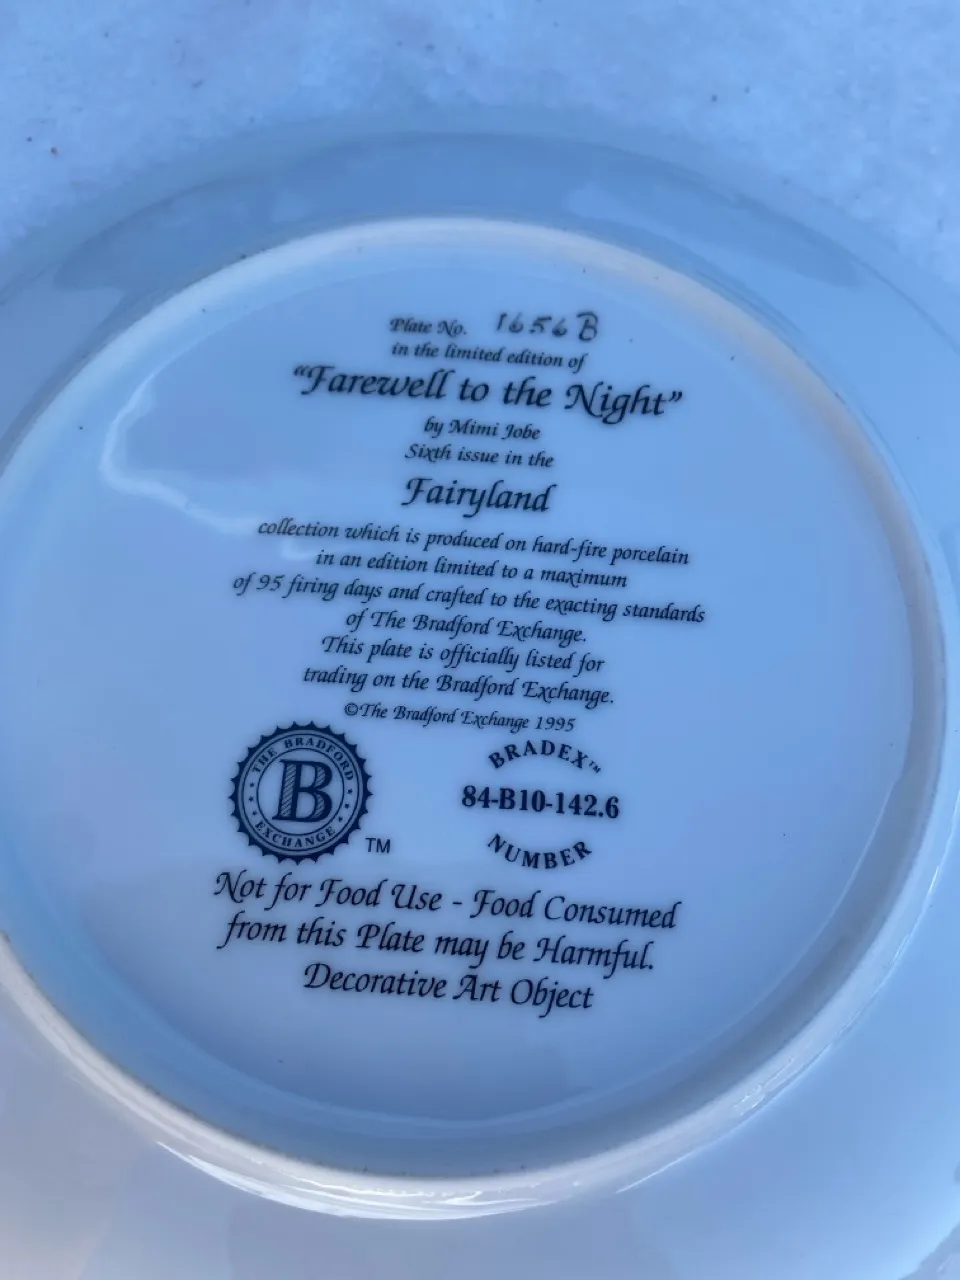 Plate No. 1656B
in the limited edition of
“Farewell to the Night”
by Mimi Jobe
Sixth issue in the
Fairyland
collection which is produced on hard-fire porcelain
in an edition limited to a maximum
of 95 firing days and crafted to the exacting standards
of The Bradford Exchange.
This plate is officially listed for
trading on the Bradford Exchange.
©The Bradford Exchange 1995
THE BRADFORD
B
EXCHANGE
TM
BRADEX™
84-B10-142.6
NUMBER
Not for Food Use - Food Consumed
from this Plate may be Harmful.
Decorative Art Object